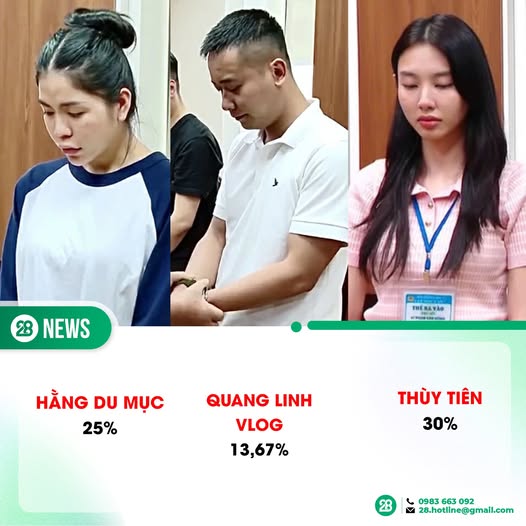 THẺ RA VÀO
28 NEWS
HẰNG DU MỤC
25%
QUANG LINH
VLOG
13,67%
THÙY TIÊN
30%
28
0983 663 092
28.hotline@gmail.com